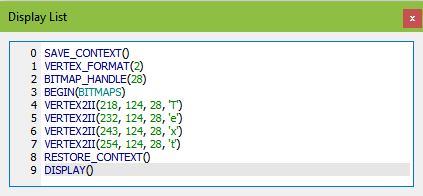 Display List
x
0 SAVE_CONTEXT()
1 VERTEX_FORMAT(2)
2 BITMAP_HANDLE(28)
3 BEGIN(BITMAPS)
4 VERTEX2II(218, 124, 28, 'T')
5 VERTEX2II(232, 124, 28, 'e')
6 VERTEX2II(243, 124, 28, 'x')
7 VERTEX2II(254, 124, 28, 't')
8 RESTORE_CONTEXT()
9 DISPLAY()